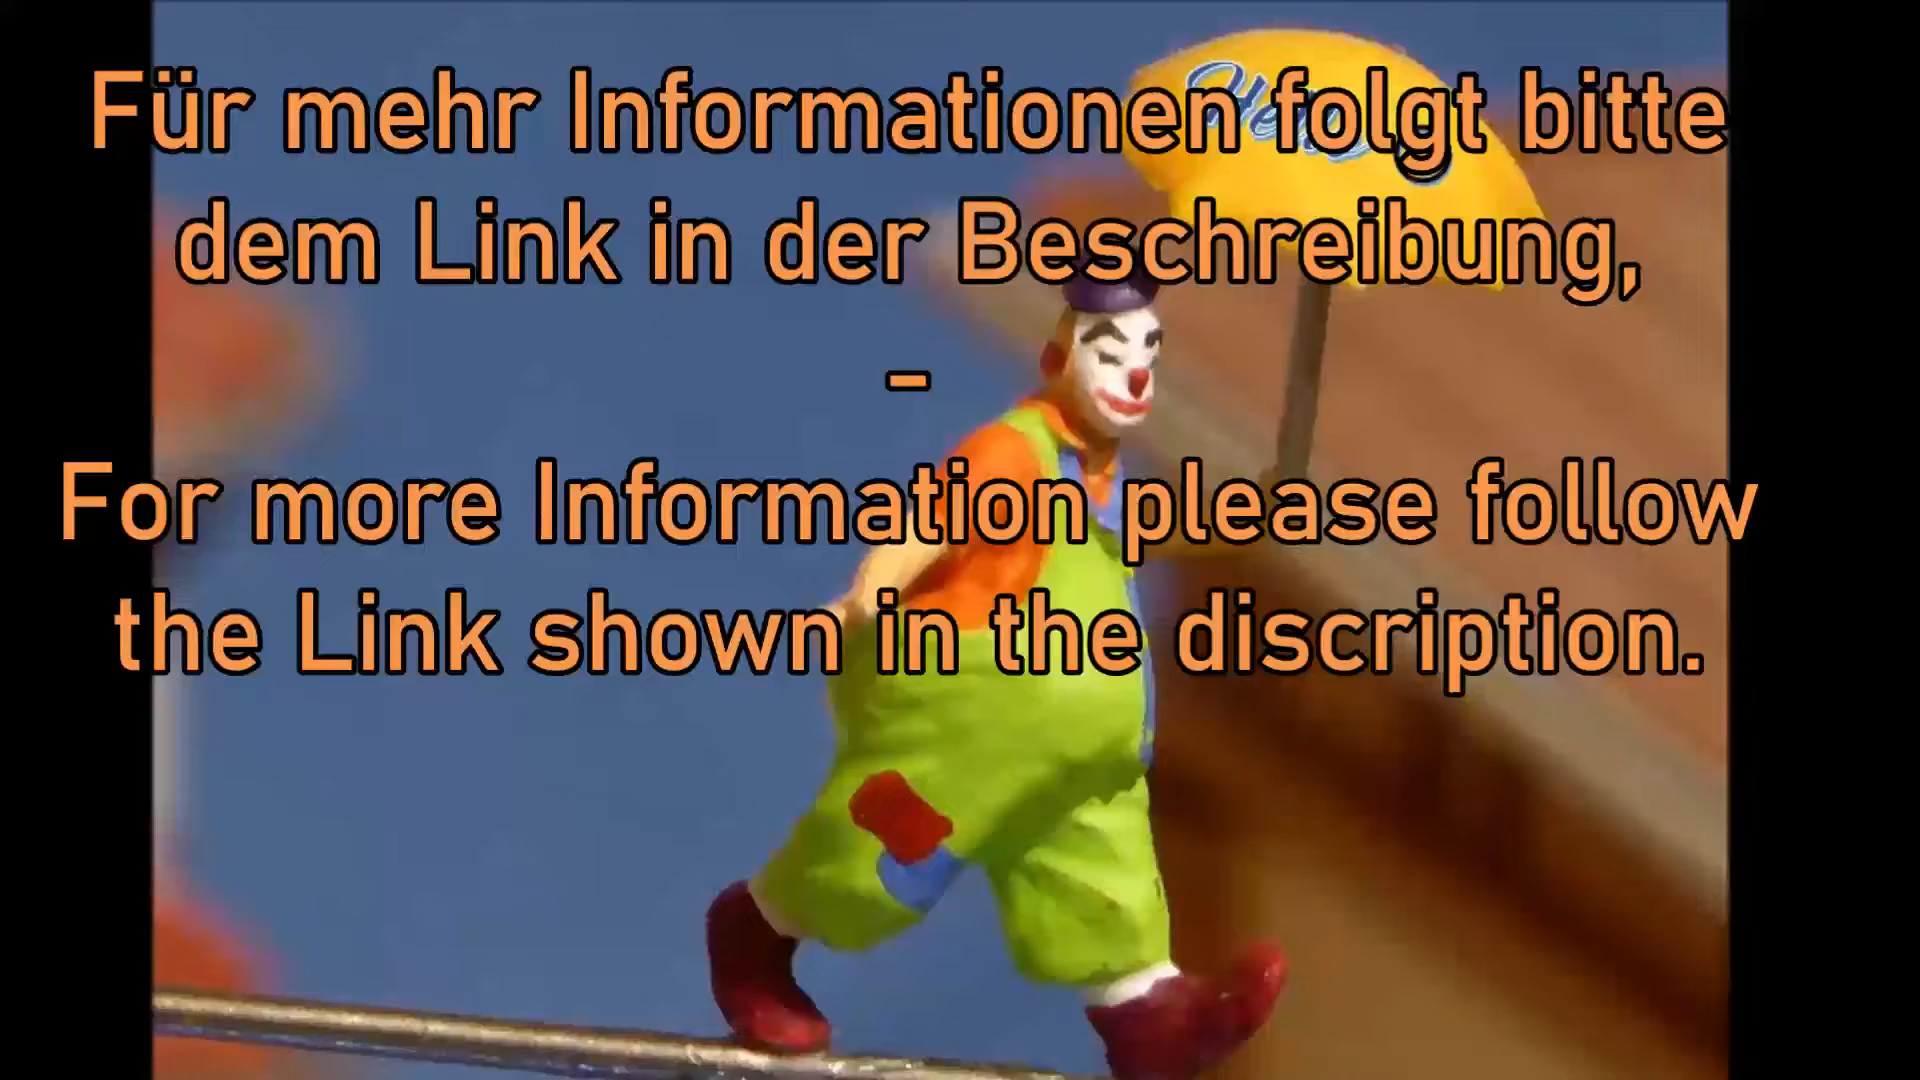 Für mehr Informationen folgt bitte
dem Link in der Beschreibung,
-
For more Information please follow
the Link shown in the discription.